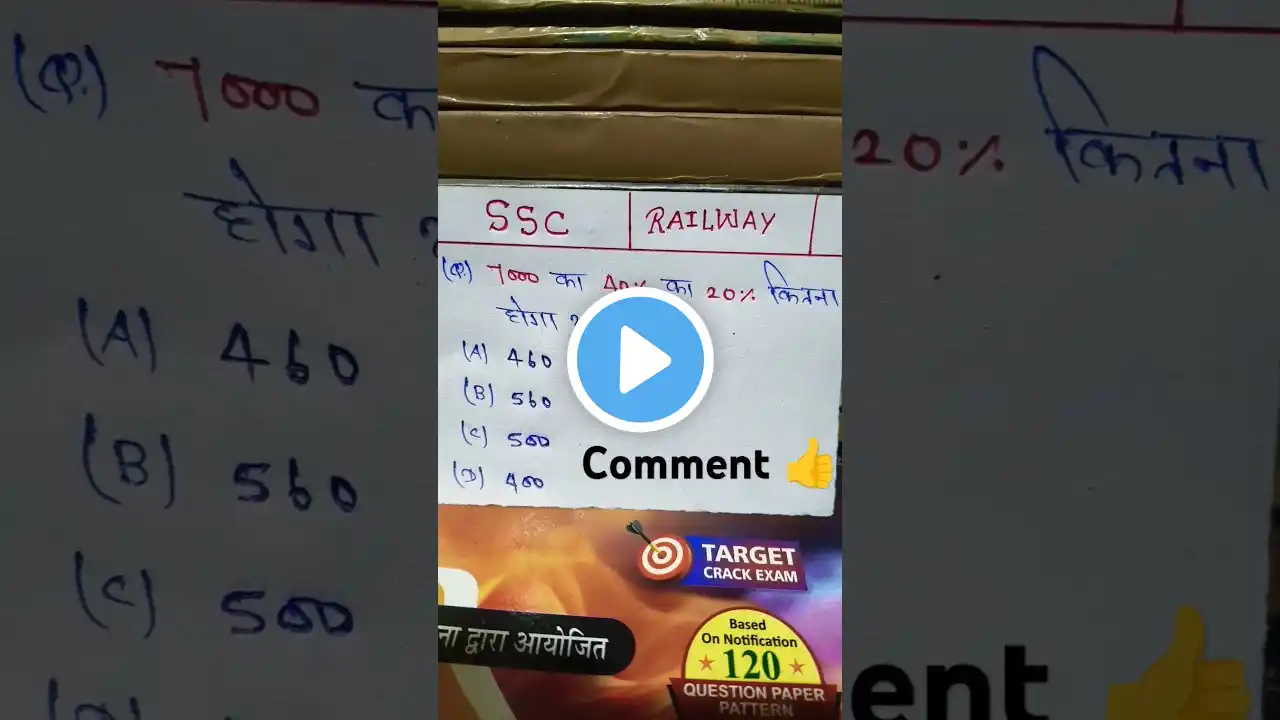 SSC RAILWAY
(Q.) 7000 का 40% का 20% कितना
होगा ?
(A) 460
(B) 560
(C) 500
(D) 400
Comment 👍
TARGET
CRACK EXAM
ना द्वारा आयोजित
Based
On Notification
120
QUESTION PAPER
PATTERN